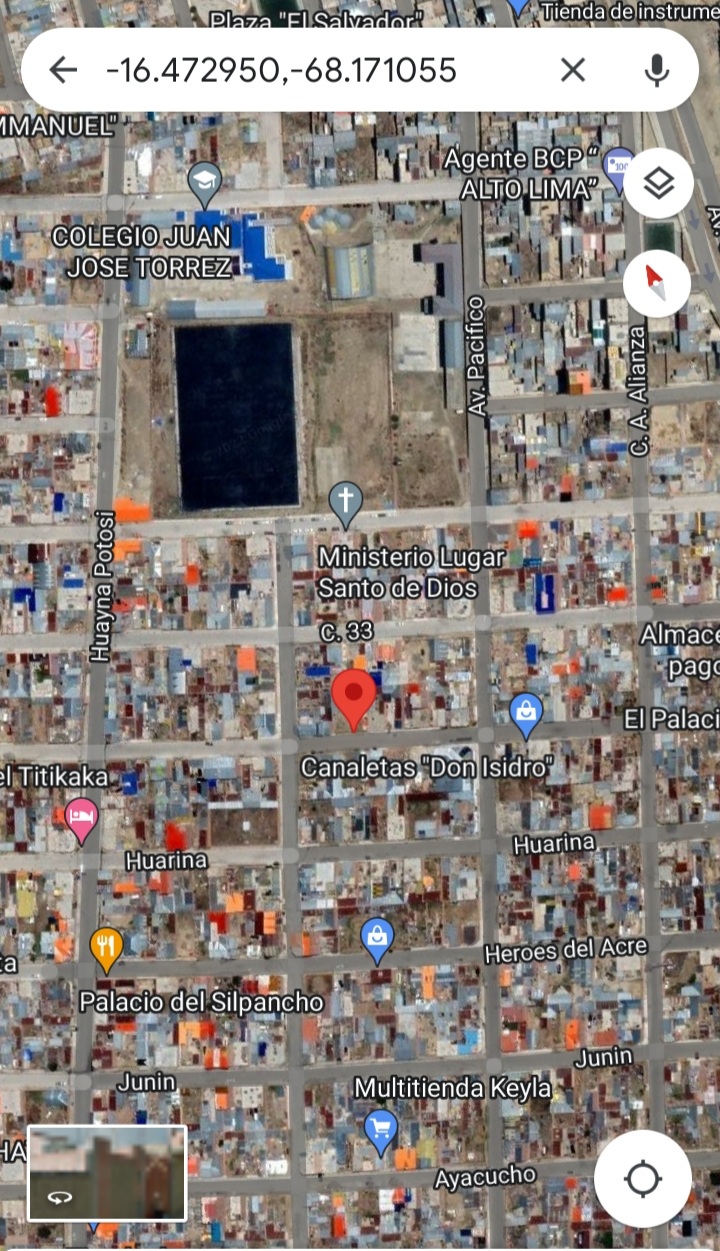 Plaza "El Salvador"
Tienda de instrume
-16.472950,-68.171055
MMANUEL"
Agente BCP “
ALTO LIMA”
COLEGIO JUAN
JOSE TORREZ
Av. Pacifico
C. A. Alianza
Huayna Potosi
Ministerio Lugar
Santo de Dios
C. 33
Almace
pago
El Palaci
Canaletas "Don Isidro"
el Titikaka
Huarina
Huarina
Heroes del Acre
ta
Palacio del Silpancho
Junin
Junin
Multitienda Keyla
HA
Ayacucho